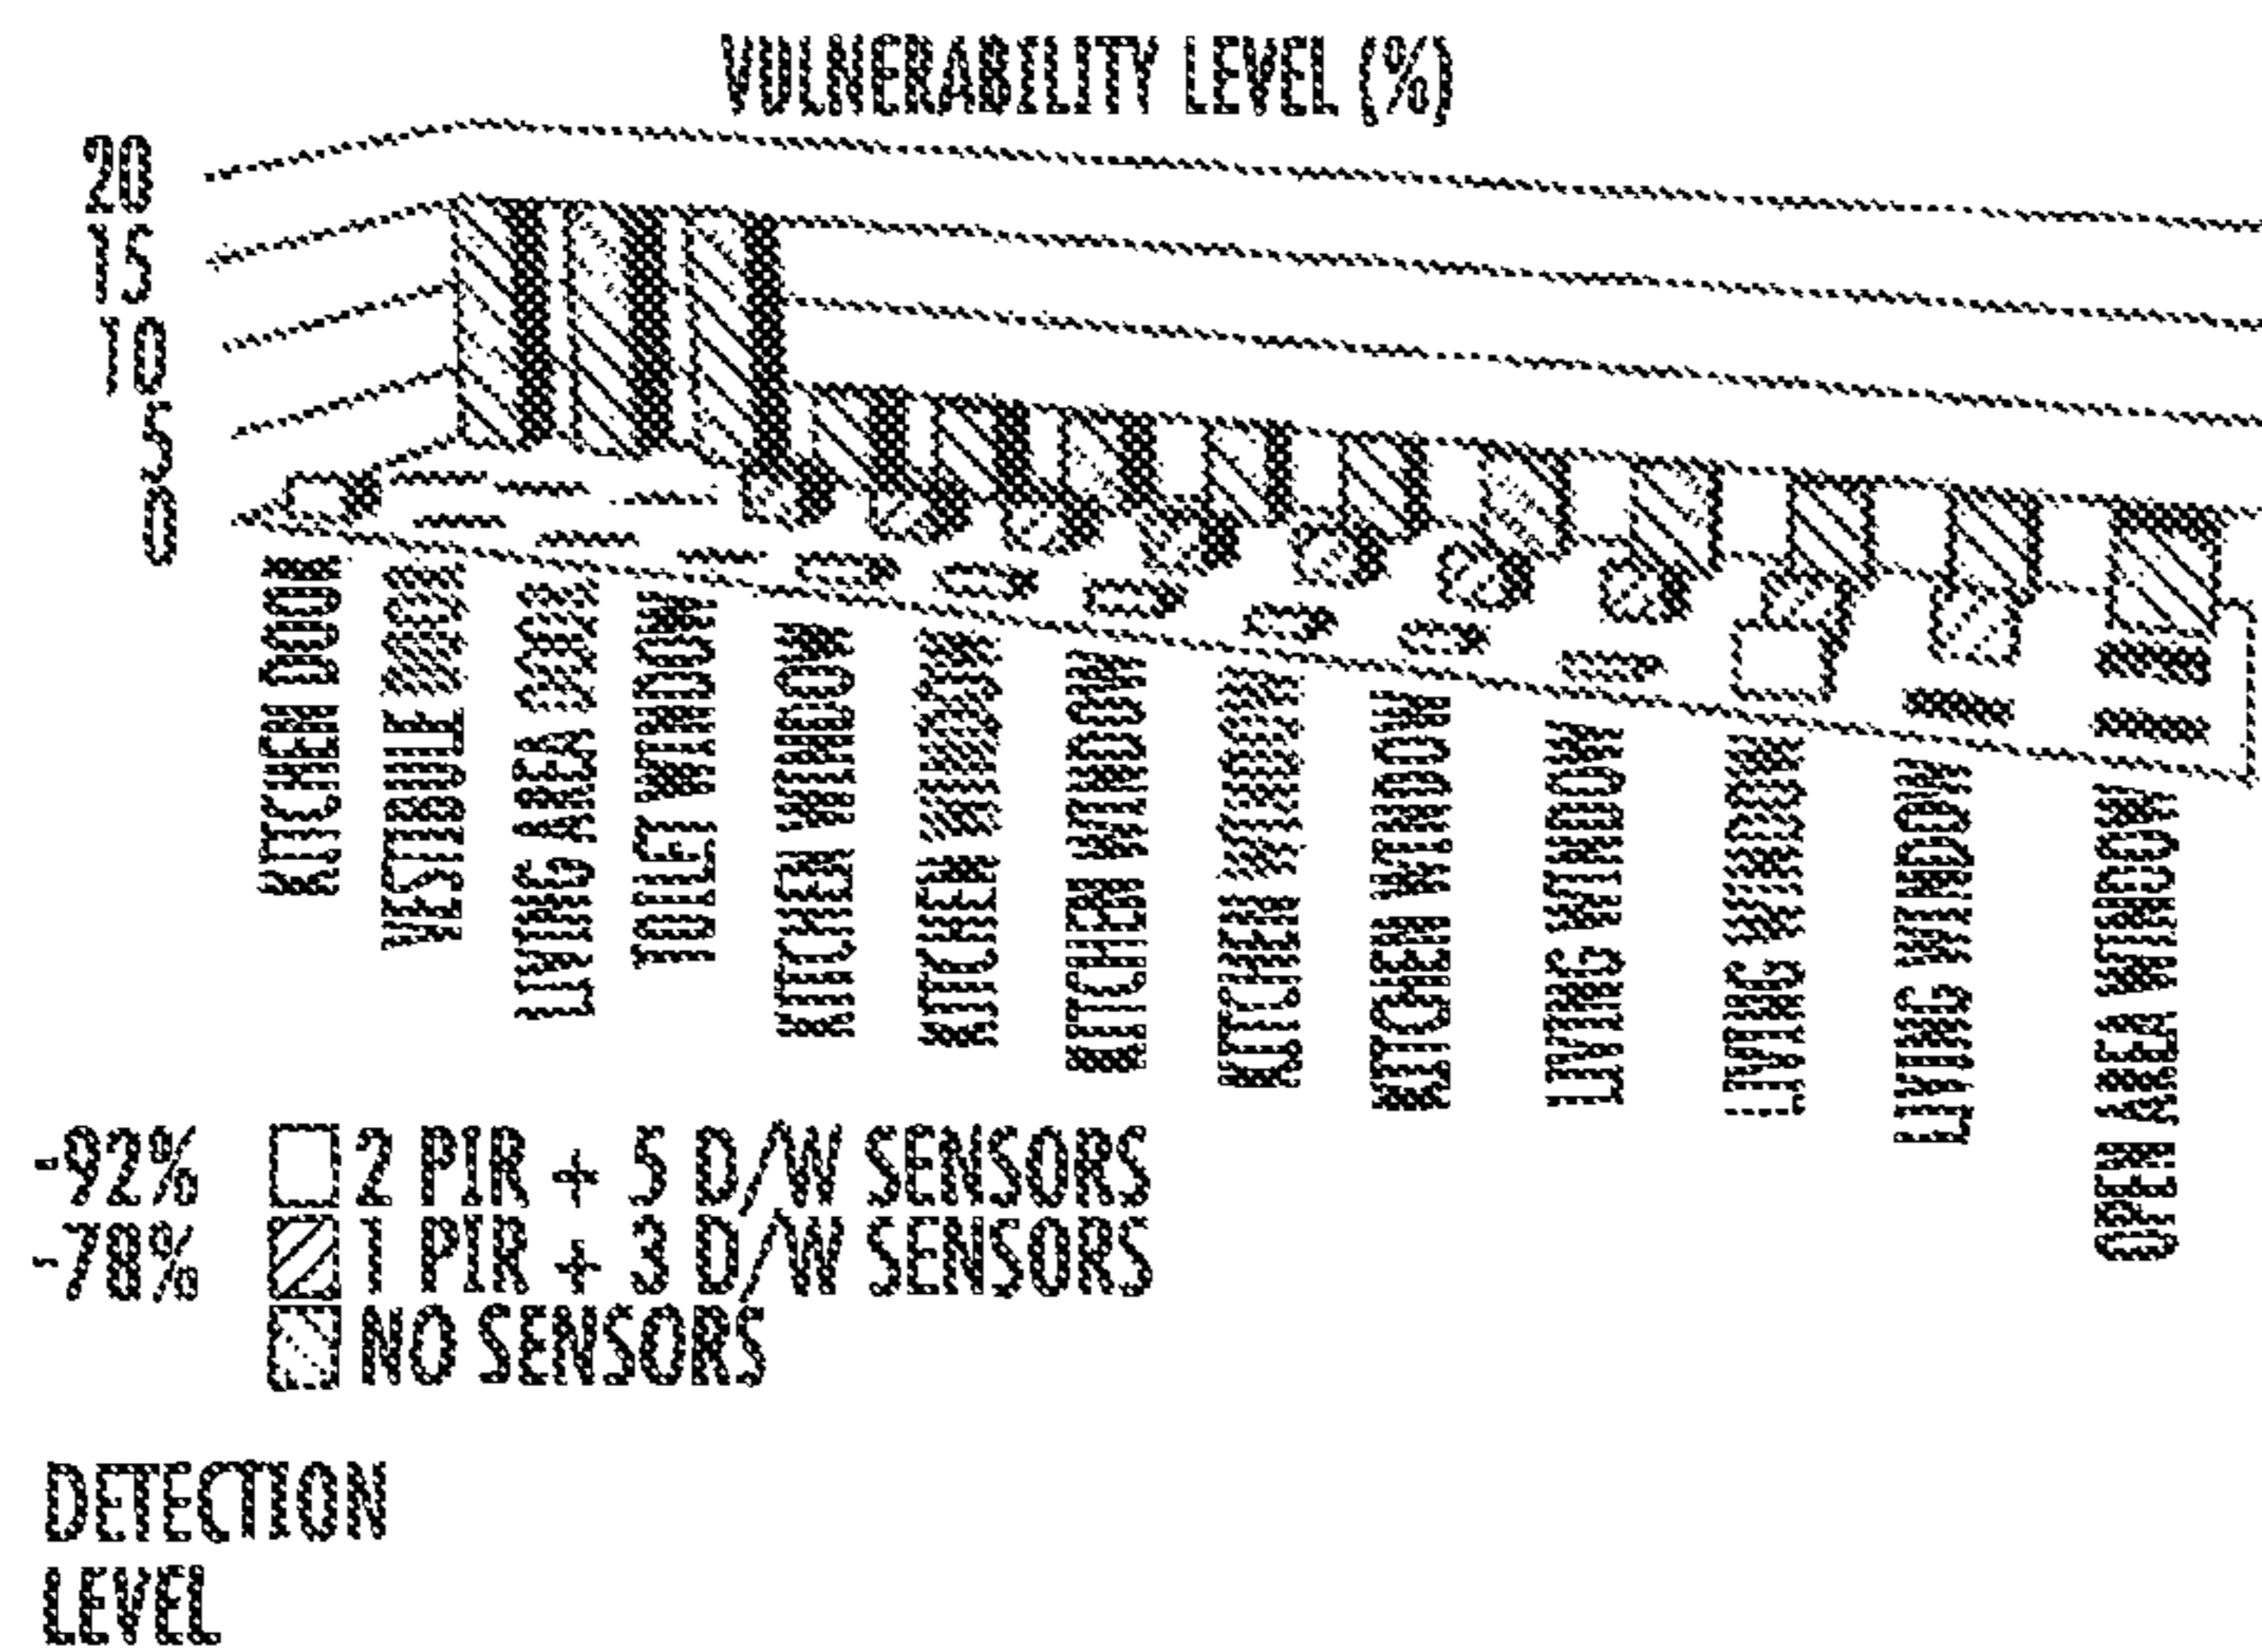 VULNERABILITY LEVEL (%)
20
15
10
5
0
KITCHEN DOOR
VESTIBULE DOOR
LIVING AREA DOOR
TOILET WINDOW
KITCHEN WINDOW
KITCHEN WINDOW
KITCHEN WINDOW
KITCHEN WINDOW
KITCHEN WINDOW
LIVING WINDOW
LIVING WINDOW
LIVING WINDOW
OPEN AREA WINDOW
-92% 2 PIR + 5 D/W SENSORS
-78% 1 PIR + 3 D/W SENSORS
NO SENSORS
DETECTION
LEVEL